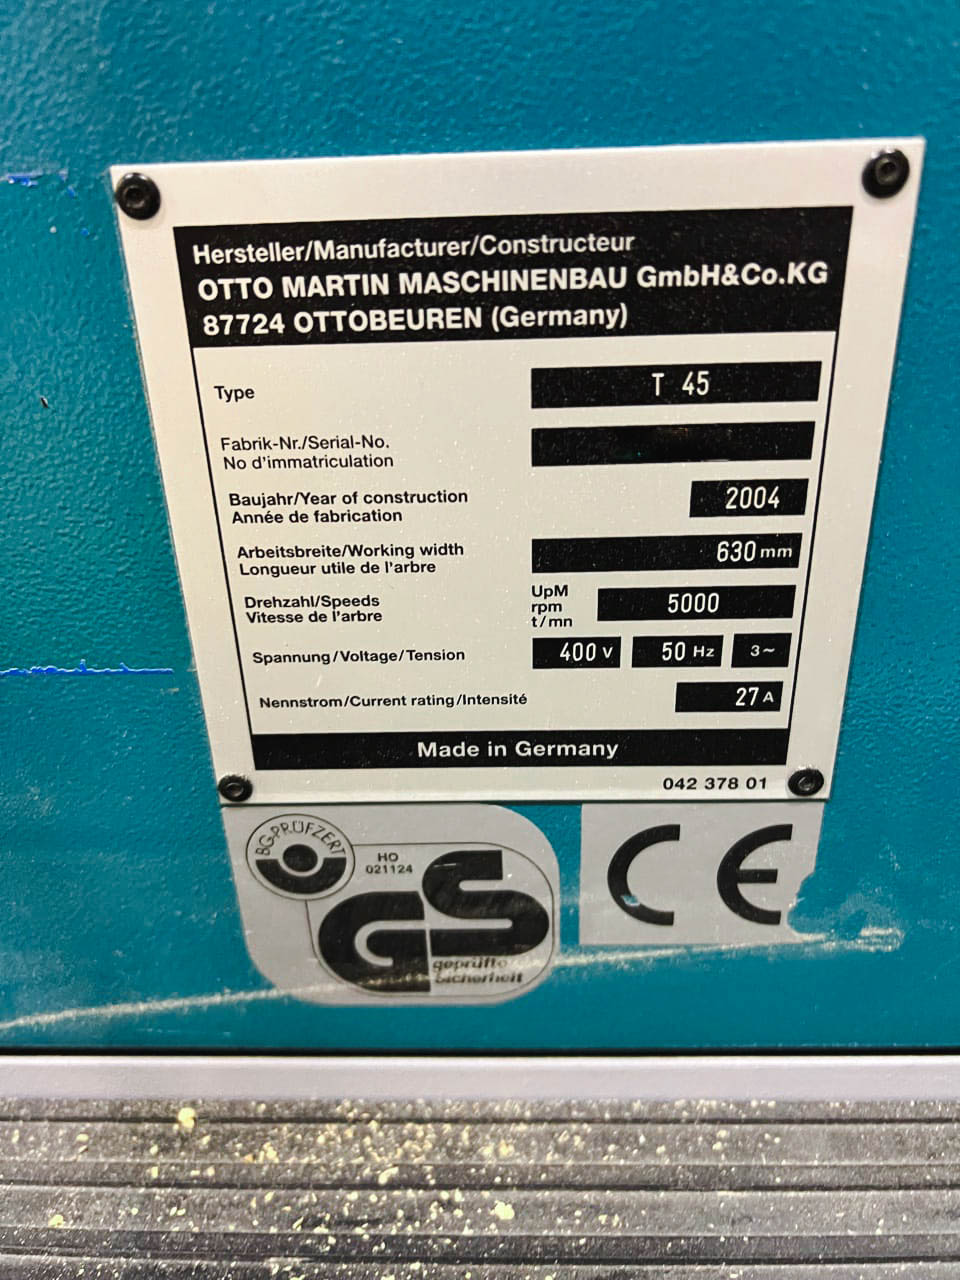 Hersteller/Manufacturer/Constructeur
OTTO MARTIN MASCHINENBAU GmbH&Co.KG
87724 OTTOBEUREN (Germany)
Type
T 45
Fabrik-Nr./Serial-No.
No d'immatriculation
Baujahr/Year of construction
Année de fabrication
2004
Arbeitsbreite/Working width
Longueur utile de l'arbre
630 mm
Drehzahl/Speeds
Vitesse de l'arbre
UpM
rpm
t/mn
5000
Spannung/Voltage/Tension
400 V
50 Hz
3~
Nennstrom/Current rating/Intensité
27 A
Made in Germany
042 378 01
BG-PRÜFZERT
HO
021124
GS
geprüfte
Sicherheit
CE